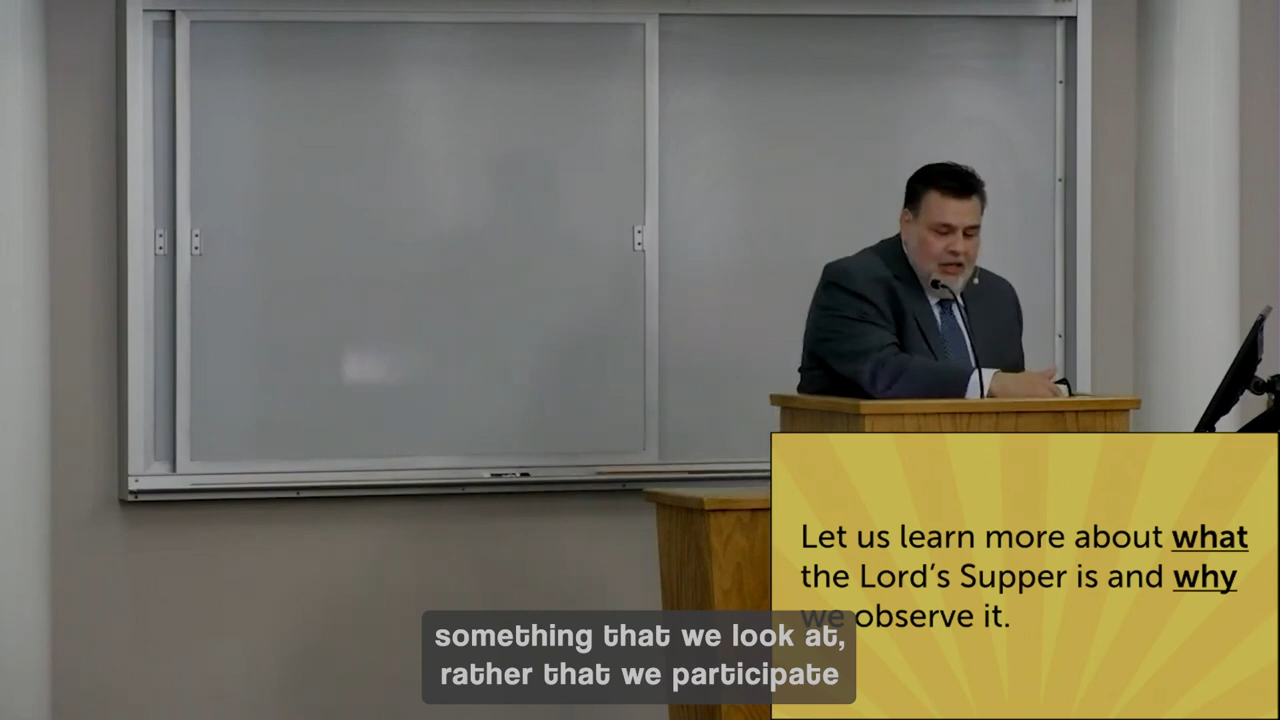 Let us learn more about what
the Lord's Supper is and why
we observe it.
something that we look at,
rather that we participate